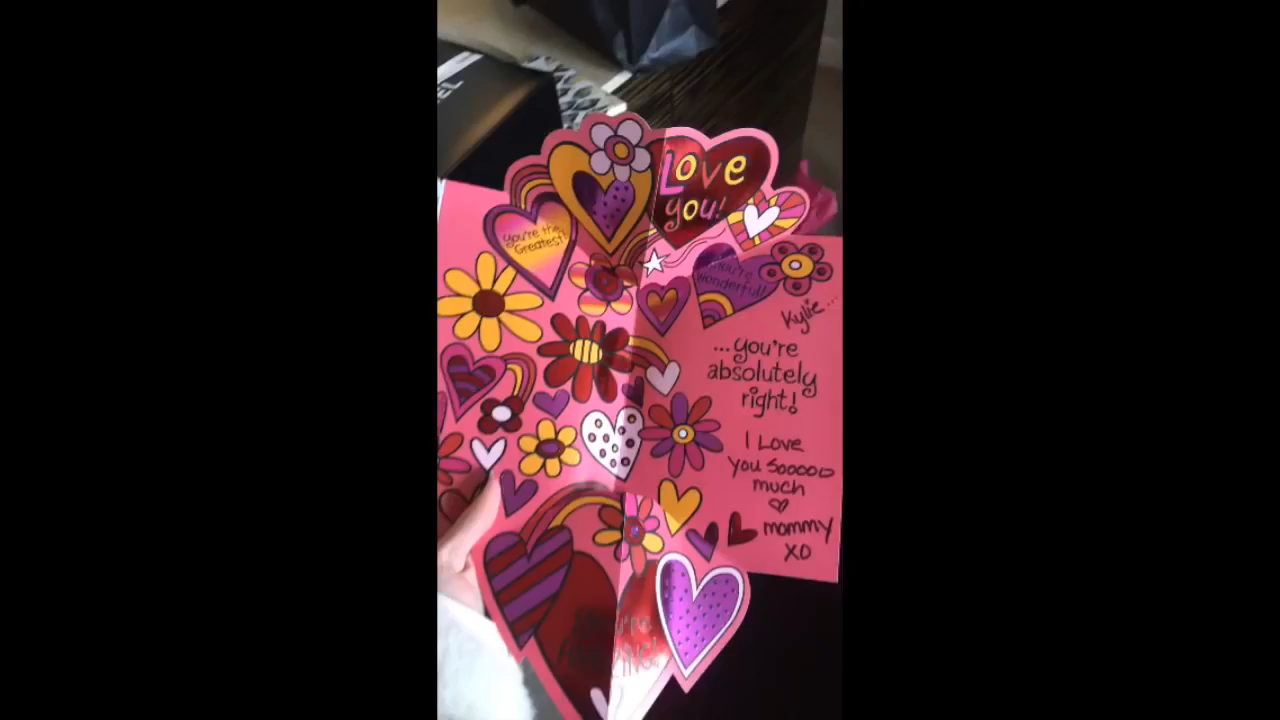 Love
you!
you're the
Greatest!
you're
wonderful!
Kylie...
...you're
absolutely
right!
I Love
You Sooooo
much
mommy
XO